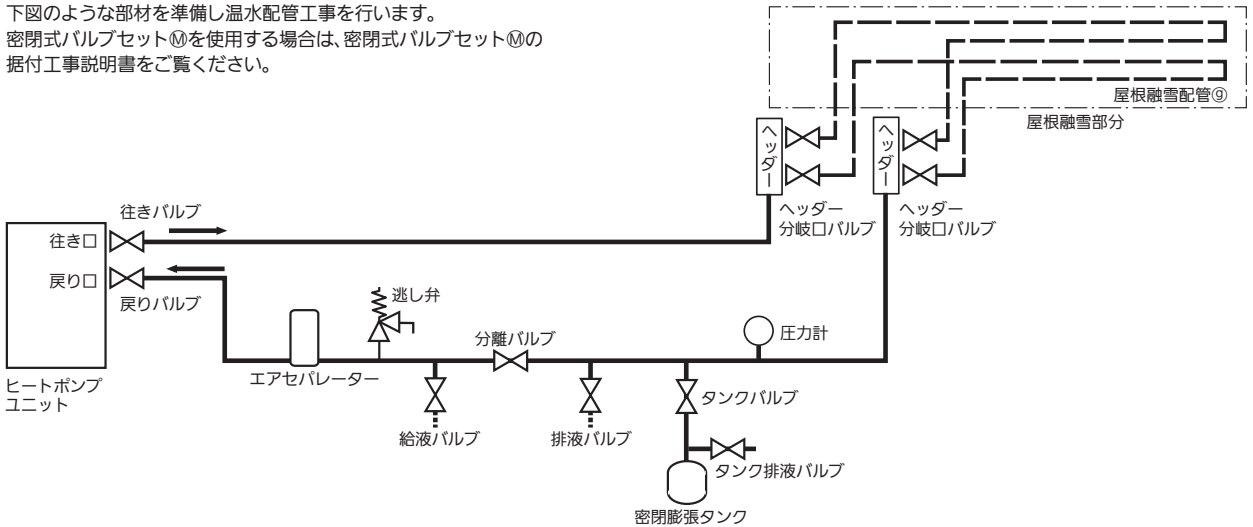 下図のような部材を準備し温水配管工事を行います。
密閉式バルブセットⓂを使用する場合は、密閉式バルブセットⓂの
据付工事説明書をご覧ください。
屋根融雪配管ⓖ
屋根融雪部分
ヘッダー
ヘッダー
ヘッダー
分岐口バルブ
ヘッダー
分岐口バルブ
往きバルブ
往き口
戻り口
戻りバルブ
逃し弁
分離バルブ
圧力計
エアセパレーター
ヒートポンプ
ユニット
タンクバルブ
給液バルブ
排液バルブ
タンク排液バルブ
密閉膨張タンク